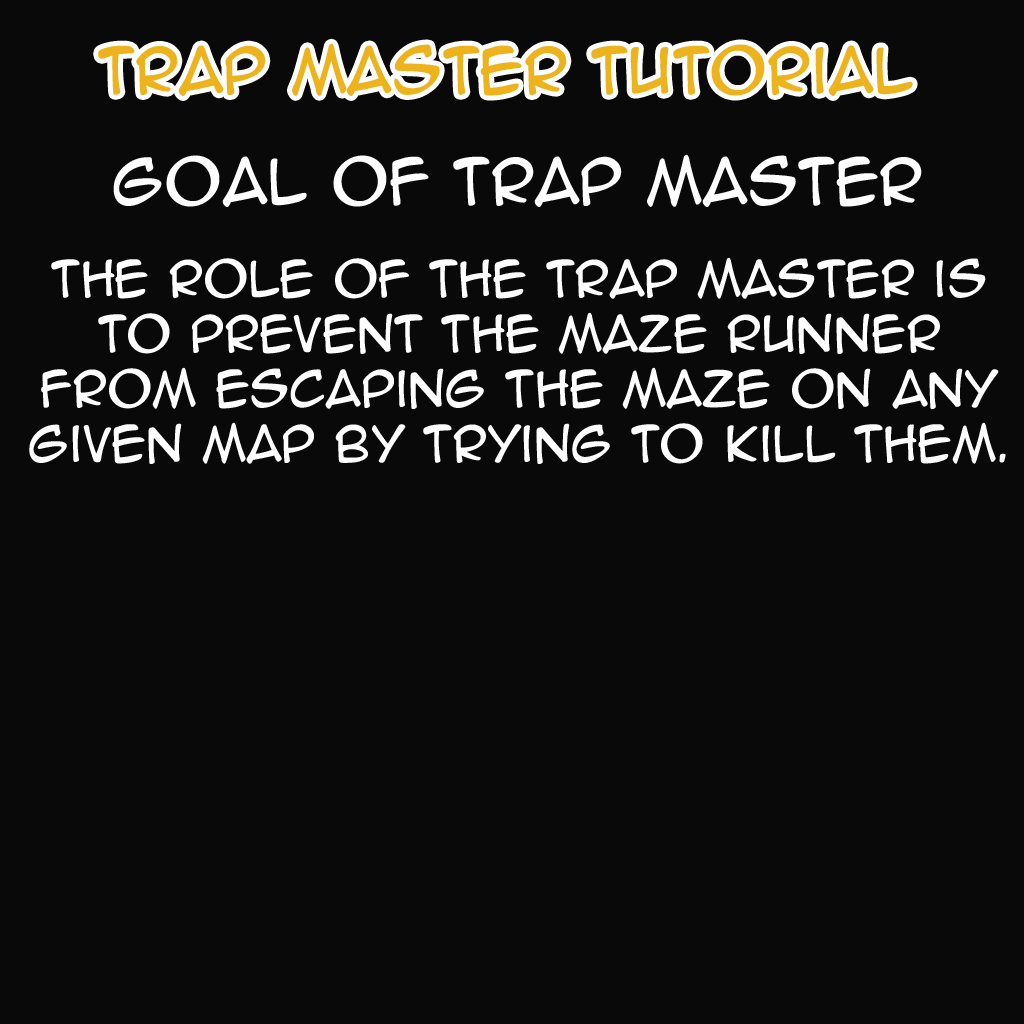 TRAP MASTER TUTORIAL
GOAL OF TRAP MASTER
THE ROLE OF THE TRAP MASTER IS
TO PREVENT THE MAZE RUNNER
FROM ESCAPING THE MAZE ON ANY
GIVEN MAP BY TRYING TO KILL THEM.